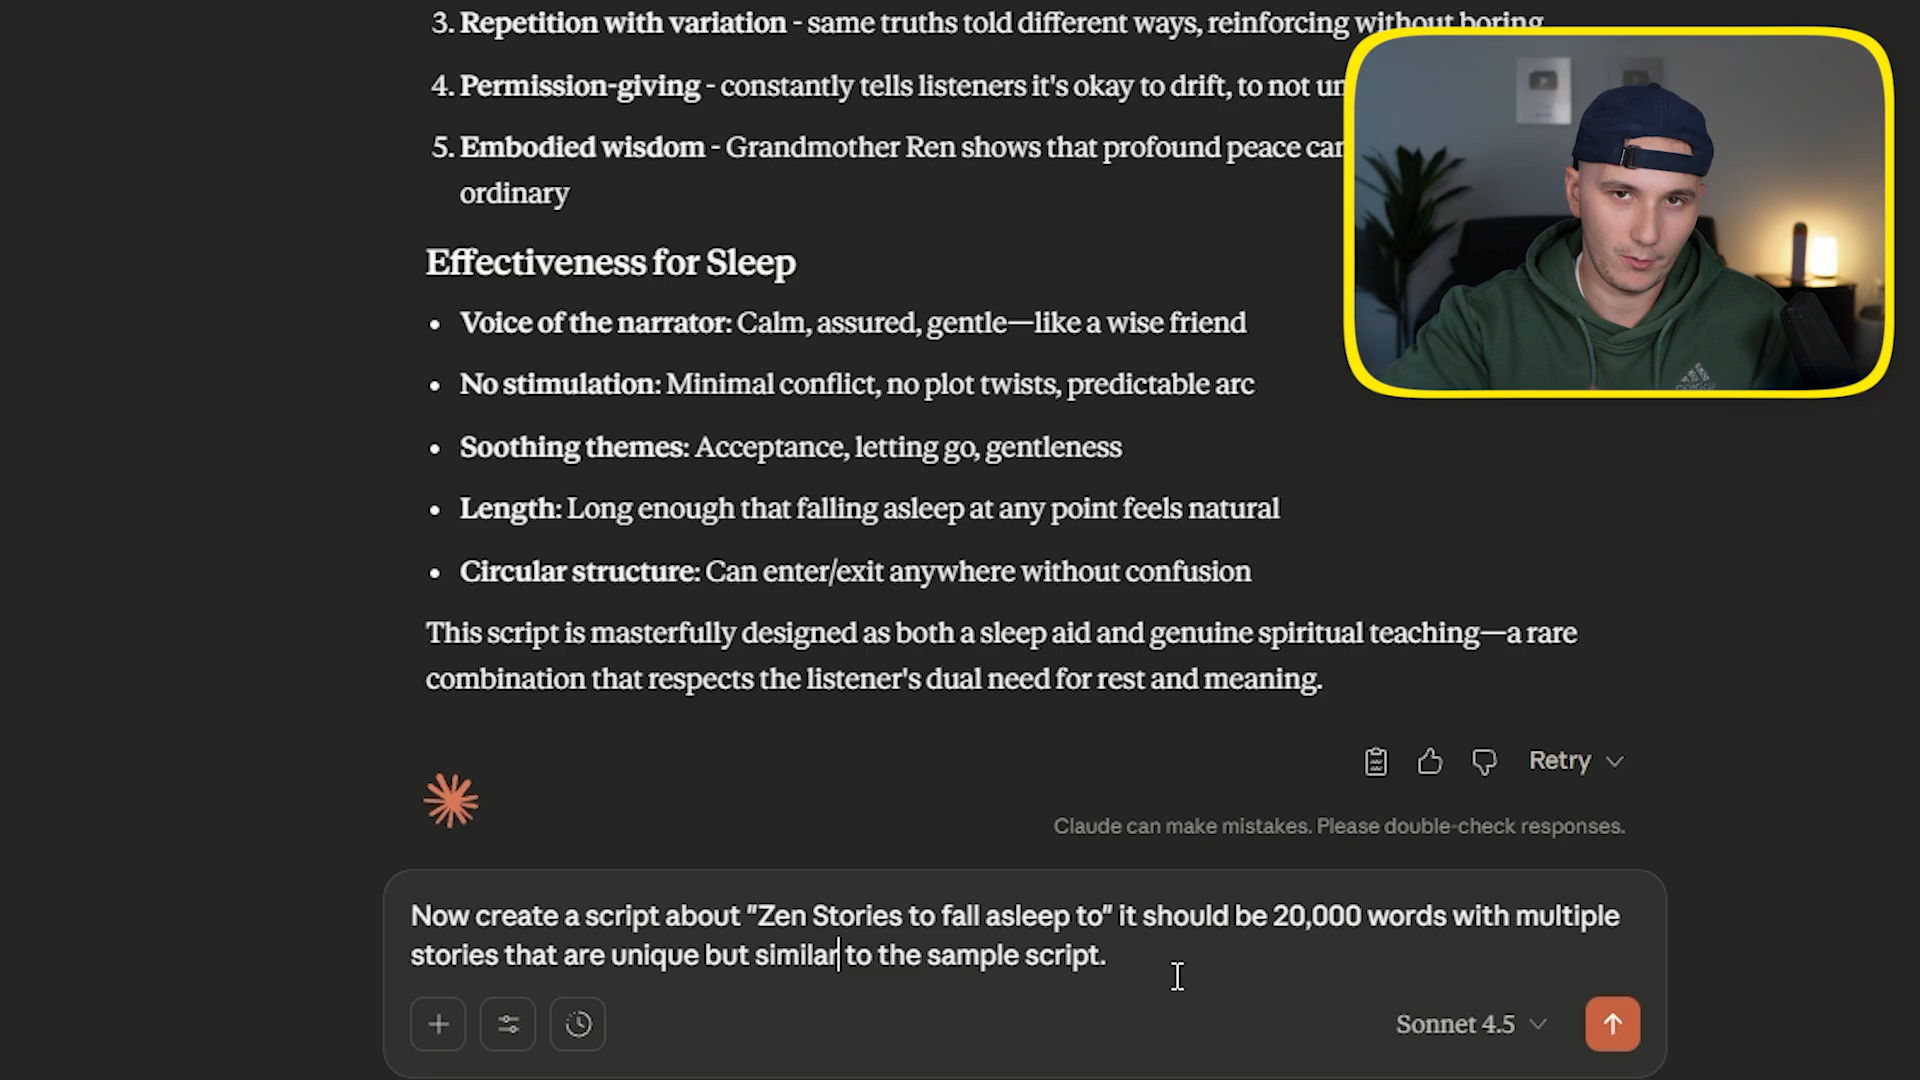 3. Repetition with variation - same truths told different ways, reinforcing without boring
4. Permission-giving - constantly tells listeners it's okay to drift, to not
5. Embodied wisdom - Grandmother Ren shows that profound peace
ordinary
Effectiveness for Sleep
• Voice of the narrator: Calm, assured, gentle—like a wise friend
• No stimulation: Minimal conflict, no plot twists, predictable arc
• Soothing themes: Acceptance, letting go, gentleness
• Length: Long enough that falling asleep at any point feels natural
• Circular structure: Can enter/exit anywhere without confusion
This script is masterfully designed as both a sleep aid and genuine spiritual teaching—a rare
combination that respects the listener's dual need for rest and meaning.
Retry
Claude can make mistakes. Please double-check responses.
Now create a script about "Zen Stories to fall asleep to" it should be 20,000 words with multiple
stories that are unique but similar to the sample script.
Sonnet 4.5